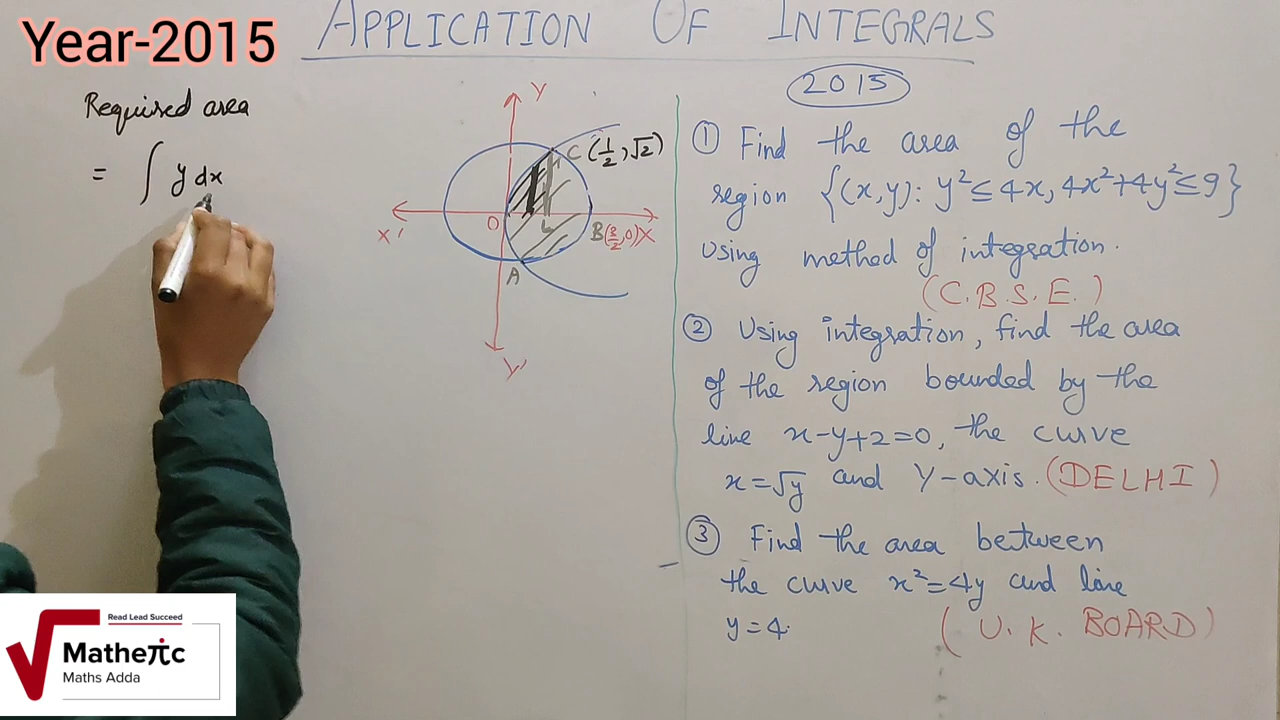 Year-2015
APPLICATION OF INTEGRALS
Required area
= ∫ y dx
Y
C (1/2, √2)
X'
O
L
B(3/2, 0)
X
A
Y'
2015
① Find the area of the
region {(x,y): y² ≤ 4x, 4x²+4y² ≤ 9}
using method of integration.
(C.B.S.E.)
② Using integration, find the area
of the region bounded by the
line x-y+2=0, the curve
x=√y and Y-axis. (DELHI)
③ Find the area between
the curve x²=4y and line
y=4.
(U.K. BOARD)
Read Lead Succeed
Matheπc
Maths Adda